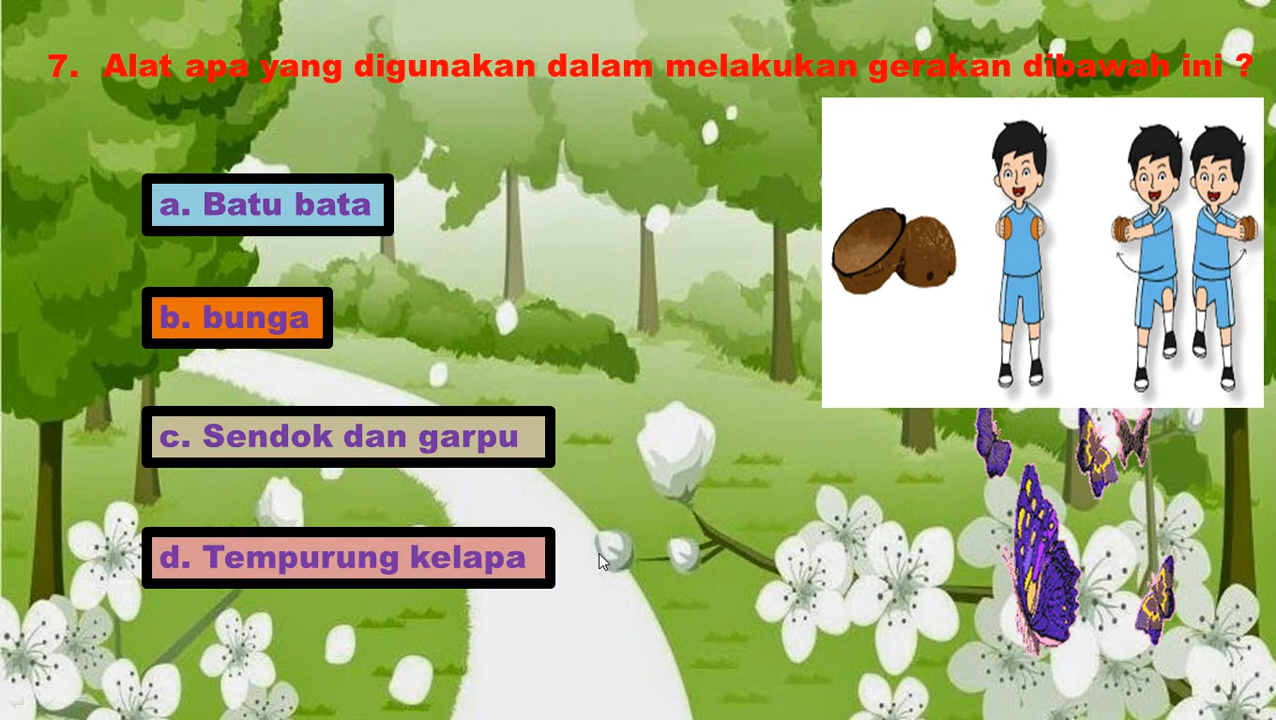 7. Alat apa yang digunakan dalam melakukan gerakan dibawah ini ?
a. Batu bata
b. bunga
c. Sendok dan garpu
d. Tempurung kelapa